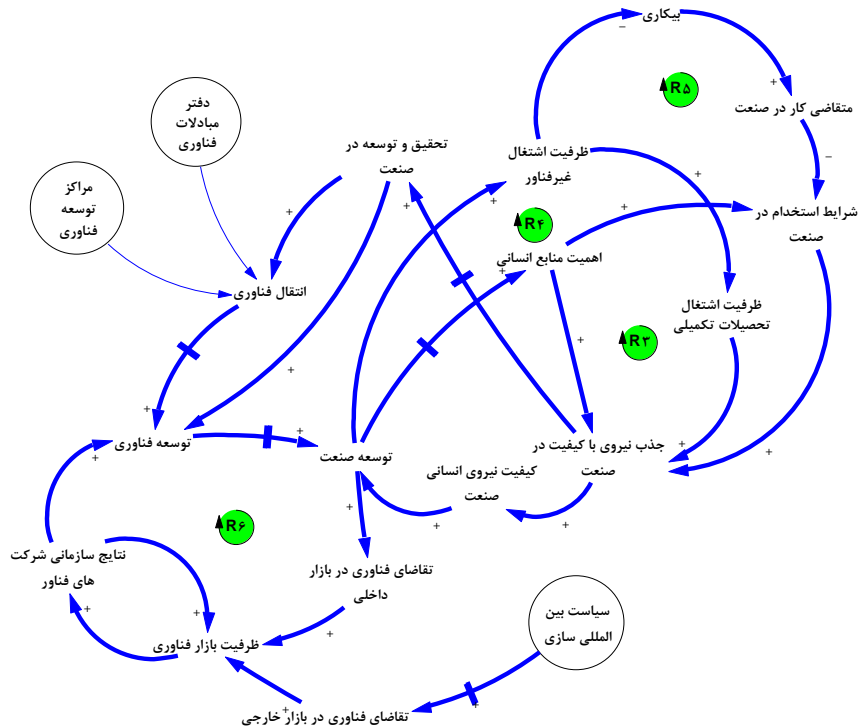 بیکاری
R۵
متقاضی کار در صنعت
دفتر
مبادلات
فناوری
تحقیق و توسعه در
صنعت
ظرفیت اشتغال
غیرفناور
مراکز
توسعه
فناوری
شرایط استخدام در
صنعت
R۴
اهمیت منابع انسانی
انتقال فناوری
ظرفیت اشتغال
تحصیلات تکمیلی
R۳
توسعه فناوری
توسعه صنعت
جذب نیروی با کیفیت در
صنعت
کیفیت نیروی انسانی
صنعت
R۶
نتایج سازمانی شرکت
های فناور
تقاضای فناوری در بازار
داخلی
ظرفیت بازار فناوری
سیاست بین
المللی سازی
تقاضای فناوری در بازار خارجی